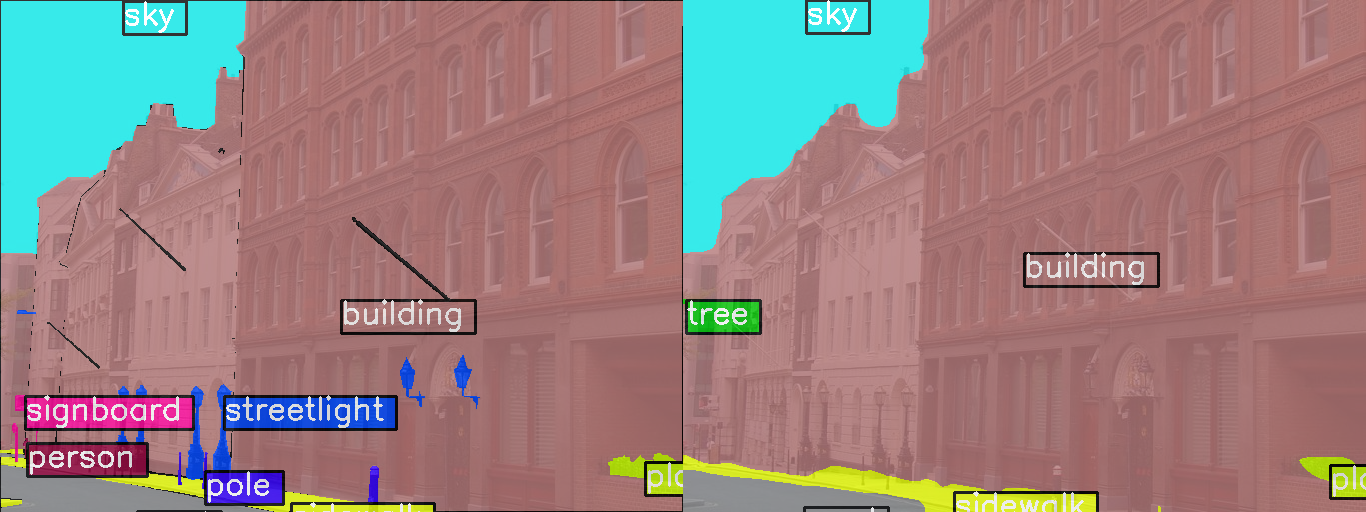 sky
building
signboard
streetlight
person
pole
sky
building
tree
sidewalk